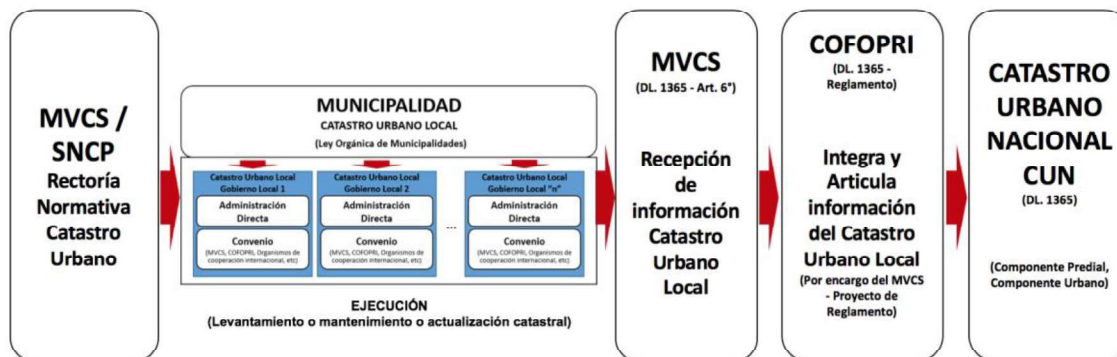 MVCS /
SNCP
Rectoría
Normativa
Catastro
Urbano
MUNICIPALIDAD
CATASTRO URBANO LOCAL
(Ley Orgánica de Municipalidades)
Catastro Urbano Local
Gobierno Local 1
Administración
Directa
Convenio
(MVCS, COFOPRI, Organismos de
cooperación internacional, etc)
Catastro Urbano Local
Gobierno Local 2
Administración
Directa
Convenio
(MVCS, COFOPRI, Organismos de
cooperación internacional, etc)
...
Catastro Urbano Local
Gobierno Local "n"
Administración
Directa
Convenio
(MVCS, COFOPRI, Organismos de
cooperación internacional, etc)
EJECUCIÓN
(Levantamiento o mantenimiento o actualización catastral)
MVCS
(DL. 1365 - Art. 6°)
Recepción
de
información
Catastro
Urbano
Local
COFOPRI
(DL. 1365 -
Reglamento)
Integra y
Articula
información
del Catastro
Urbano Local
(Por encargo del MVCS
- Proyecto de
Reglamento)
CATASTRO
URBANO
NACIONAL
CUN
(DL. 1365)
(Componente Predial,
Componente Urbano)